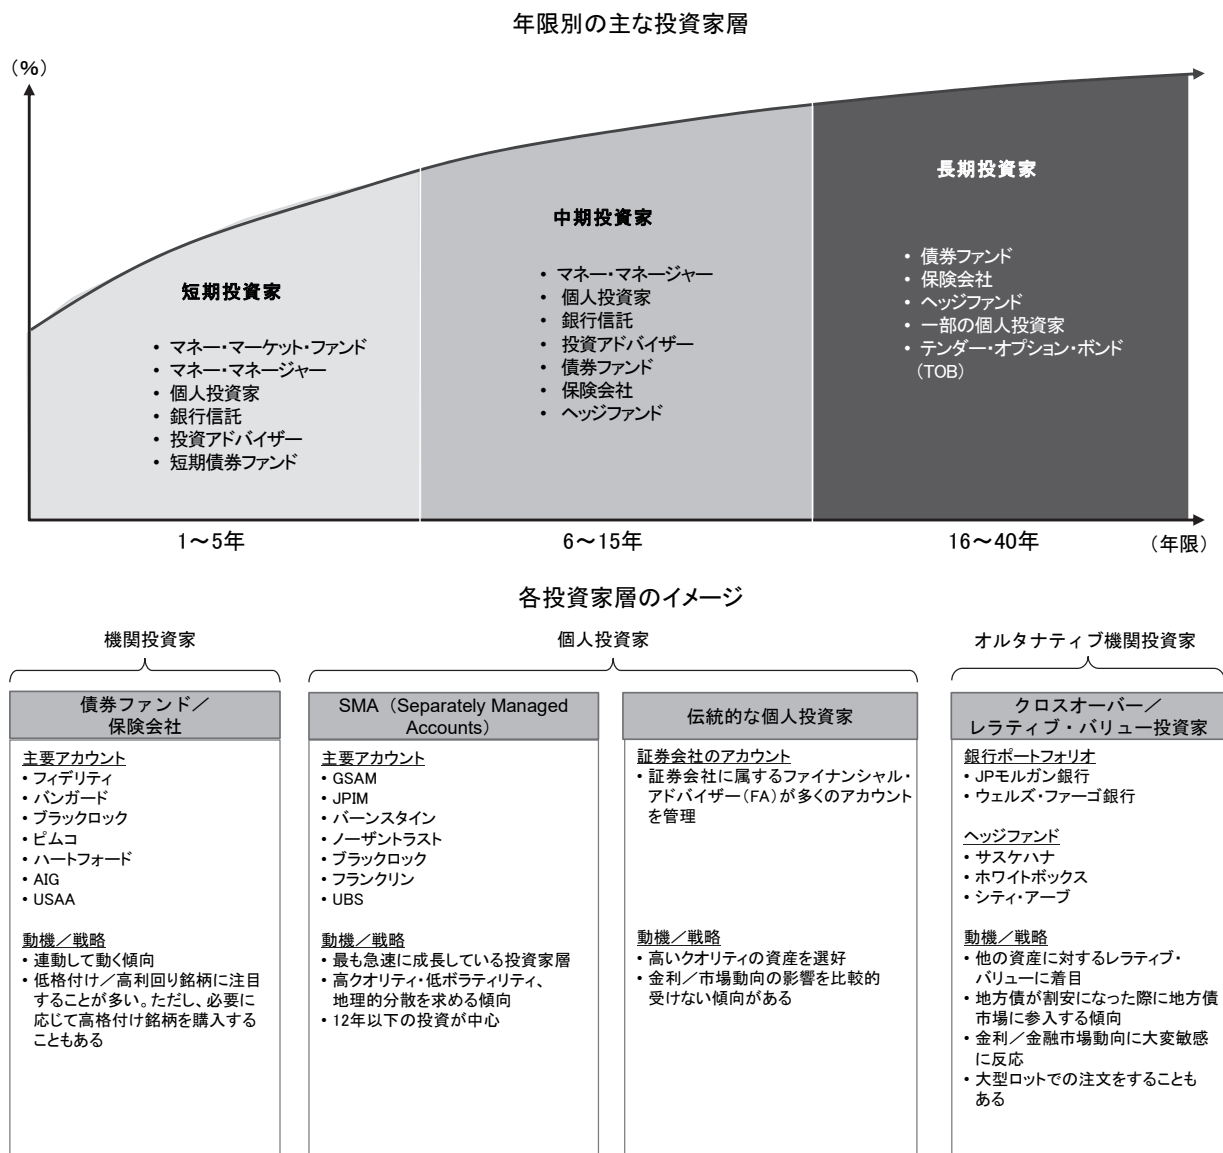 年限別の主な投資家層
（%）
短期投資家
• マネー・マーケット・ファンド
• マネー・マネージャー
• 個人投資家
• 銀行信託
• 投資アドバイザー
• 短期債券ファンド
中期投資家
• マネー・マネージャー
• 個人投資家
• 銀行信託
• 投資アドバイザー
• 債券ファンド
• 保険会社
• ヘッジファンド
長期投資家
• 債券ファンド
• 保険会社
• ヘッジファンド
• 一部の個人投資家
• テンダー・オプション・ボンド
（TOB）
1～5年
6～15年
16～40年
（年限）
各投資家層のイメージ
機関投資家
債券ファンド／
保険会社
主要アカウント
• フィデリティ
• バンガード
• ブラックロック
• ピムコ
• ハートフォード
• AIG
• USAA
動機／戦略
• 連動して動く傾向
• 低格付け／高利回り銘柄に注目
することが多い。ただし、必要に
応じて高格付け銘柄を購入する
こともある
個人投資家
SMA（Separately Managed
Accounts）
主要アカウント
• GSAM
• JPIM
• バーンスタイン
• ノーザントラスト
• ブラックロック
• フランクリン
• UBS
動機／戦略
• 最も急速に成長している投資家層
• 高クオリティ・低ボラティリティ、
地理的分散を求める傾向
• 12年以下の投資が中心
伝統的な個人投資家
証券会社のアカウント
• 証券会社に属するファイナンシャル・
アドバイザー（FA）が多くのアカウント
を管理
動機／戦略
• 高いクオリティの資産を選好
• 金利／市場動向の影響を比較的
受けない傾向がある
オルタナティブ機関投資家
クロスオーバー／
レラティブ・バリュー投資家
銀行ポートフォリオ
• JPモルガン銀行
• ウェルズ・ファーゴ銀行
ヘッジファンド
• サスケハナ
• ホワイトボックス
• シティ・アーブ
動機／戦略
• 他の資産に対するレラティブ・
バリューに着目
• 地方債が割安になった際に地方債
市場に参入する傾向
• 金利／金融市場動向に大変敏感
に反応
• 大型ロットでの注文をすることも
ある